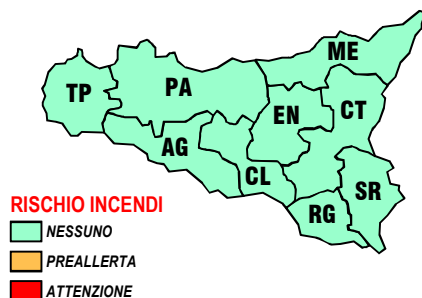 ME
TP
PA
EN
CT
AG
CL
SR
RG
RISCHIO INCENDI
NESSUNO
PREALLERTA
ATTENZIONE